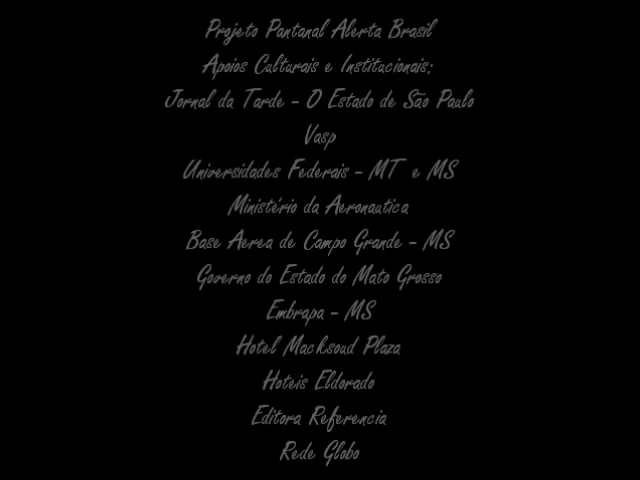 Projeto Pantanal Alerta Brasil
Apoios Culturais e Institucionais:
Jornal da Tarde - O Estado de São Paulo
Vasp
Universidades Federais - MT e MS
Ministério da Aeronautica
Base Aerea de Campo Grande - MS
Governo do Estado do Mato Grosso
Embrapa - MS
Hotel Macksoud Plaza
Hoteis Eldorado
Editora Referencia
Rede Globo